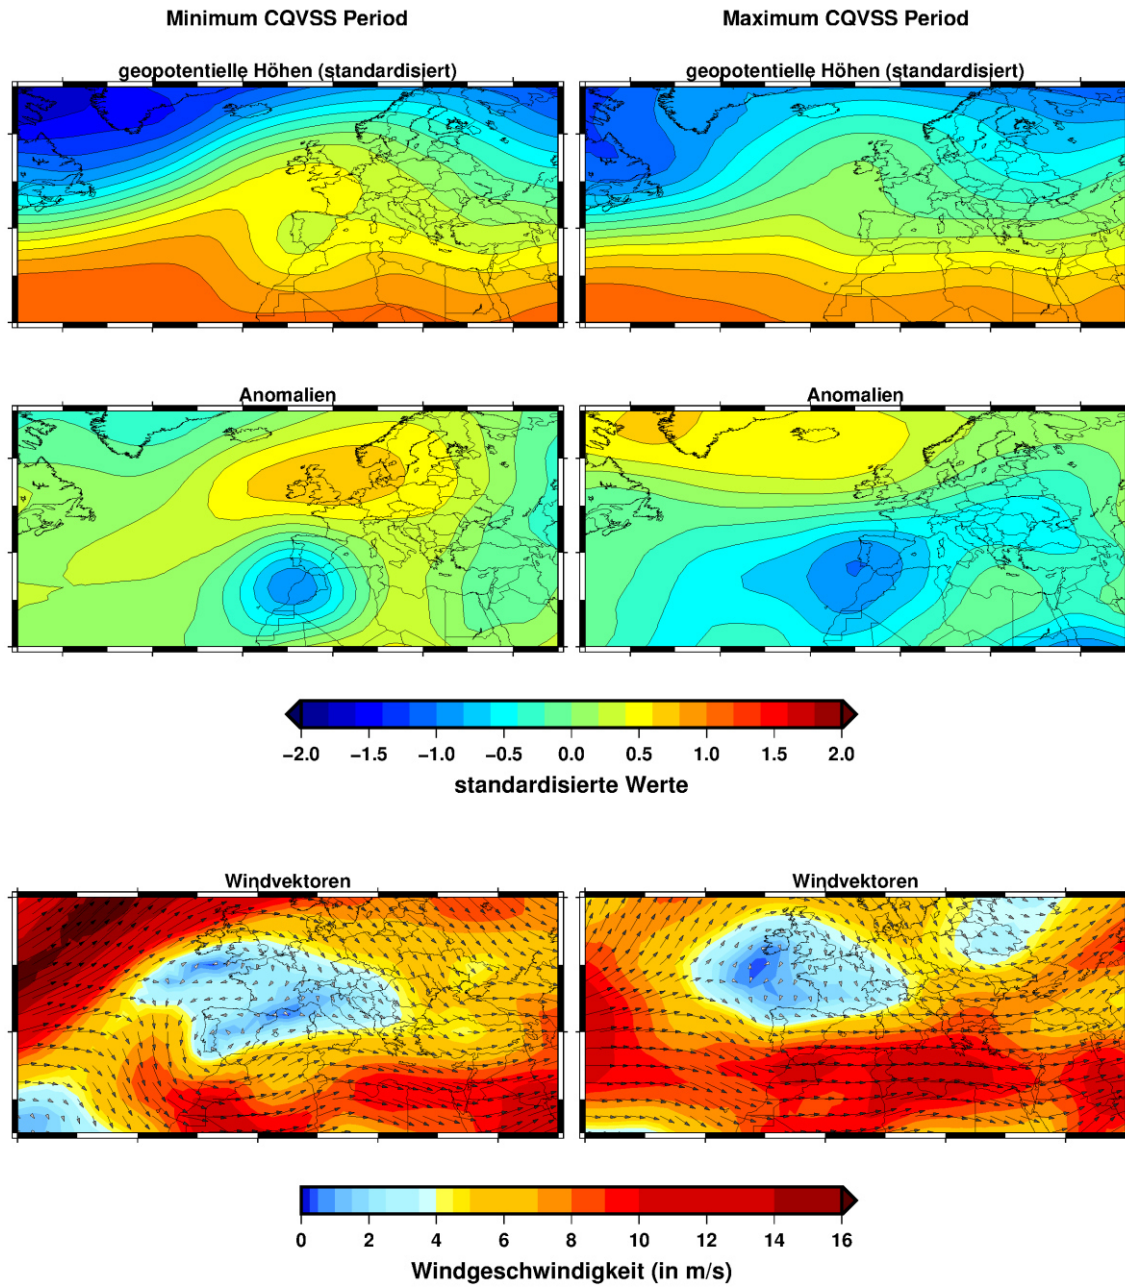 Minimum CQVSS Period
Maximum CQVSS Period
geopotentielle Höhen (standardisiert)
geopotentielle Höhen (standardisiert)
Anomalien
Anomalien
−2.0 −1.5 −1.0 −0.5 0.0 0.5 1.0 1.5 2.0
standardisierte Werte
Windvektoren
Windvektoren
0 2 4 6 8 10 12 14 16
Windgeschwindigkeit (in m/s)